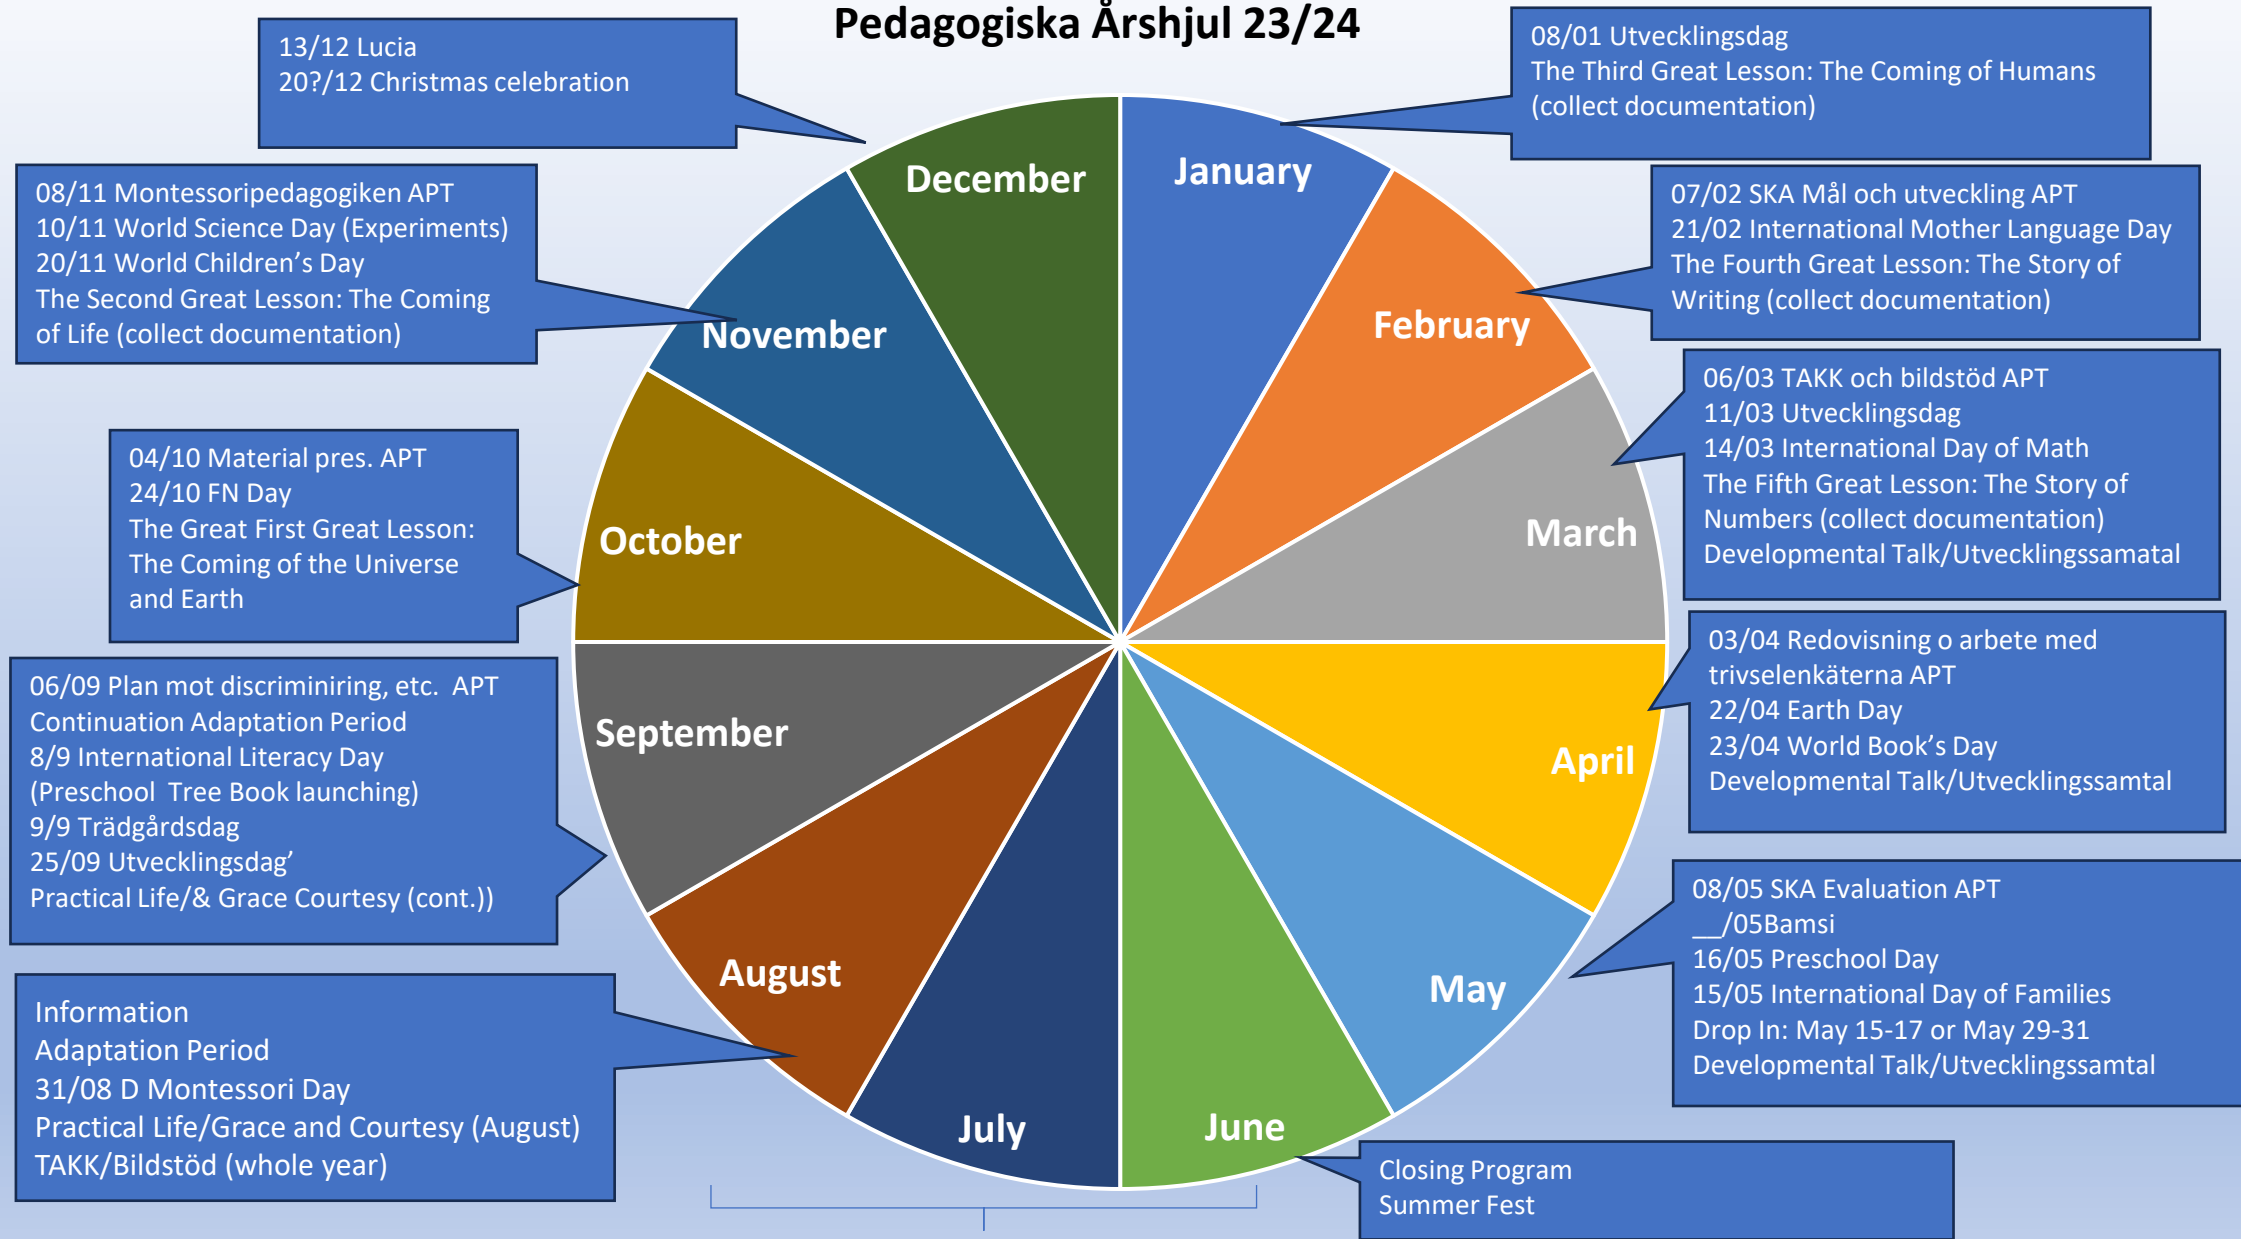 Pedagogiska Årshjul 23/24
13/12 Lucia
20?/12 Christmas celebration
08/01 Utvecklingsdag
The Third Great Lesson: The Coming of Humans
(collect documentation)
08/11 Montessoripedagogiken APT
10/11 World Science Day (Experiments)
20/11 World Children’s Day
The Second Great Lesson: The Coming
of Life (collect documentation)
07/02 SKA Mål och utveckling APT
21/02 International Mother Language Day
The Fourth Great Lesson: The Story of
Writing (collect documentation)
04/10 Material pres. APT
24/10 FN Day
The Great First Great Lesson:
The Coming of the Universe
and Earth
06/03 TAKK och bildstöd APT
11/03 Utvecklingsdag
14/03 International Day of Math
The Fifth Great Lesson: The Story of
Numbers (collect documentation)
Developmental Talk/Utvecklingssamatal
06/09 Plan mot discriminiring, etc.  APT
Continuation Adaptation Period
8/9 International Literacy Day
(Preschool  Tree Book launching)
9/9 Trädgårdsdag
25/09 Utvecklingsdag’
Practical Life/& Grace Courtesy (cont.))
03/04 Redovisning o arbete med
trivselenkäterna APT
22/04 Earth Day
23/04 World Book’s Day
Developmental Talk/Utvecklingssamtal
Information
Adaptation Period
31/08 D Montessori Day
Practical Life/Grace and Courtesy (August)
TAKK/Bildstöd (whole year)
08/05 SKA Evaluation APT
__/05Bamsi
16/05 Preschool Day
15/05 International Day of Families
Drop In: May 15-17 or May 29-31
Developmental Talk/Utvecklingssamtal
Closing Program
Summer Fest
January
February
March
April
May
June
July
August
September
October
November
December